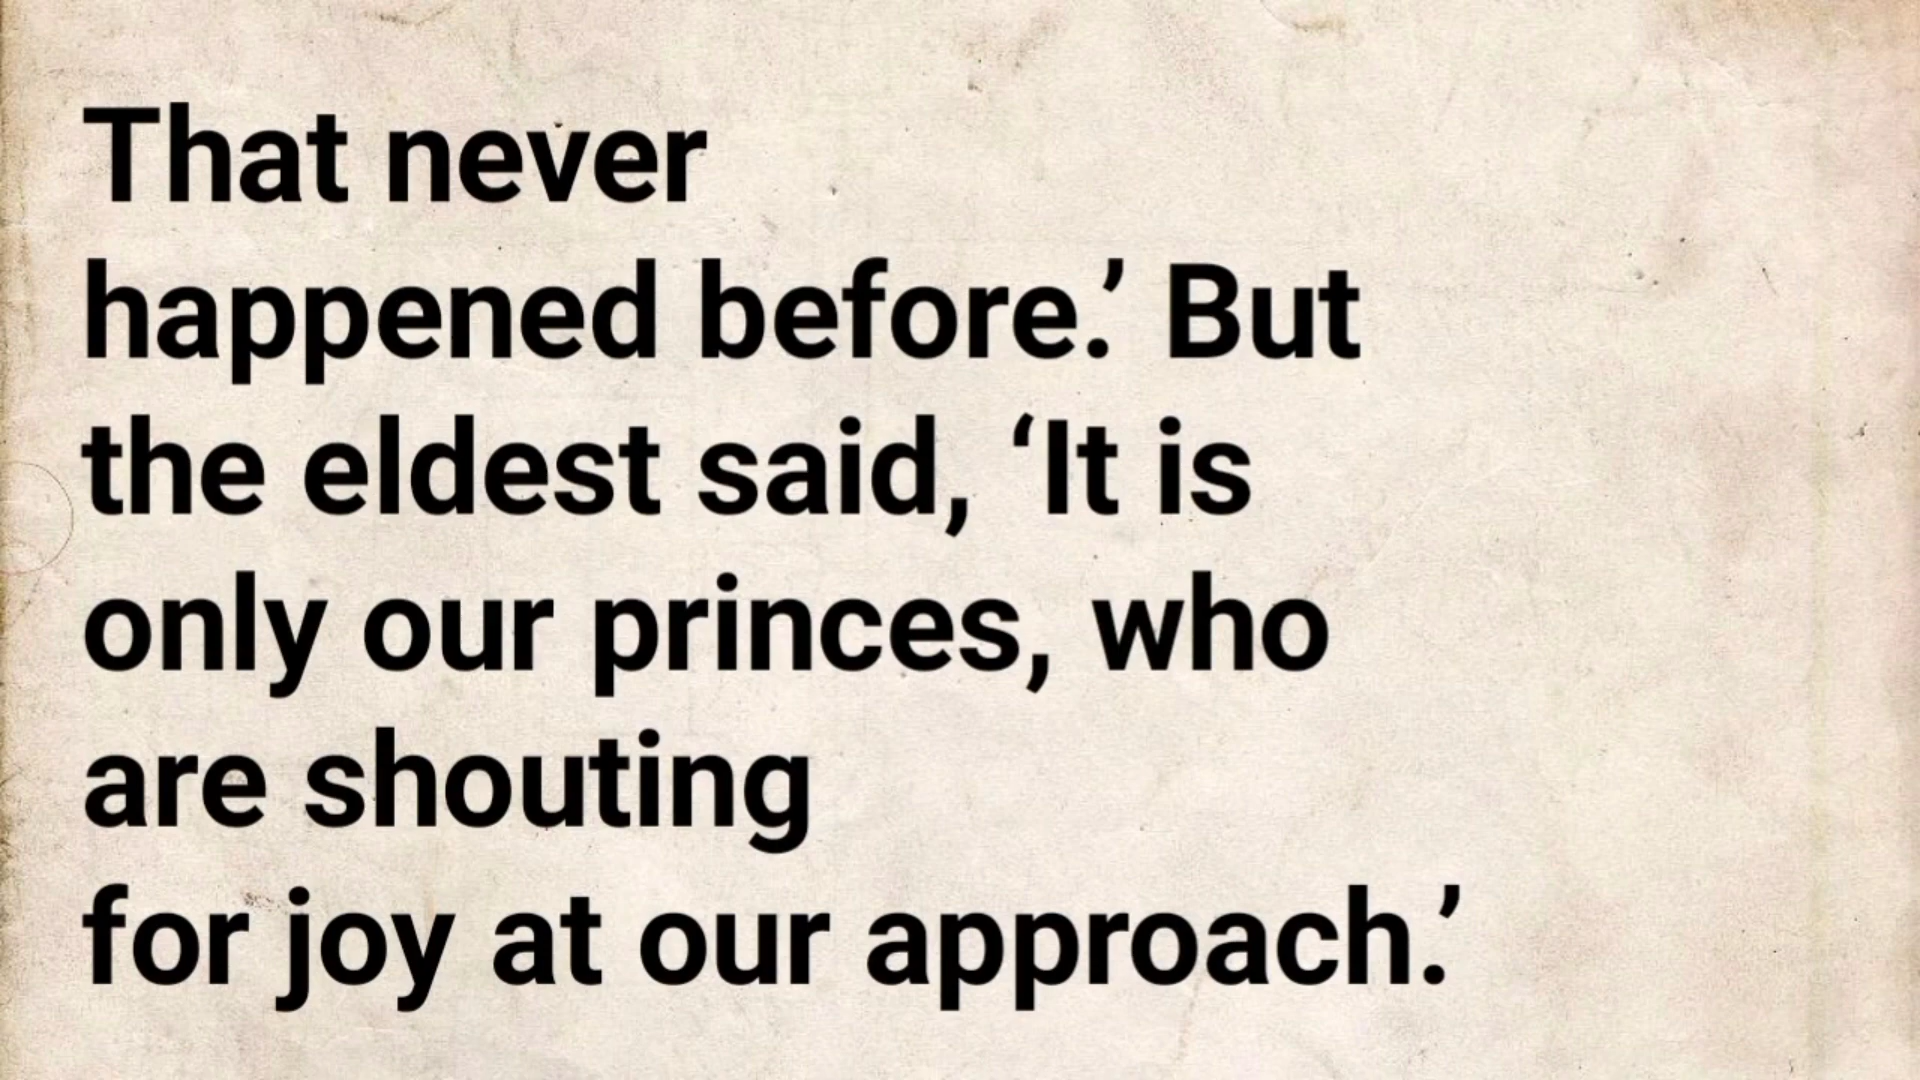 That never
happened before.’ But
the eldest said, ‘It is
only our princes, who
are shouting
for joy at our approach.’